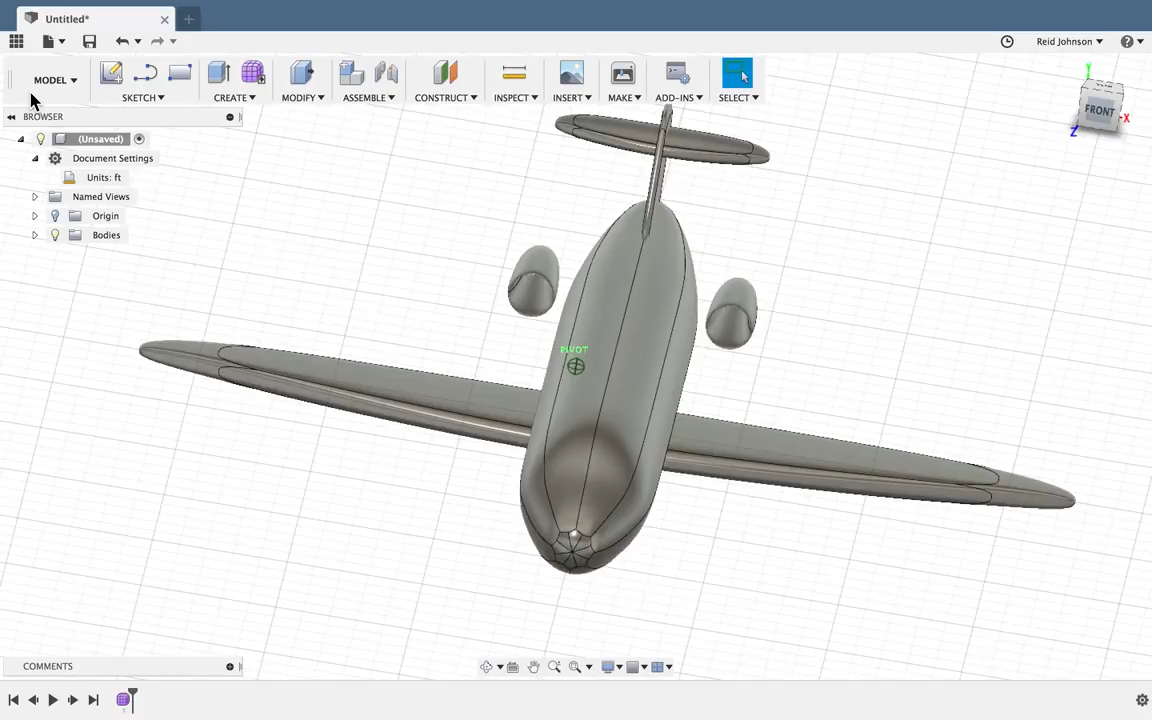 Untitled*
Reid Johnson
MODEL
SKETCH
CREATE
MODIFY
ASSEMBLE
CONSTRUCT
INSPECT
INSERT
MAKE
ADD-INS
SELECT
BROWSER
(Unsaved)
Document Settings
Units: ft
Named Views
Origin
Bodies
Y
FRONT
X
Z
PIVOT
COMMENTS